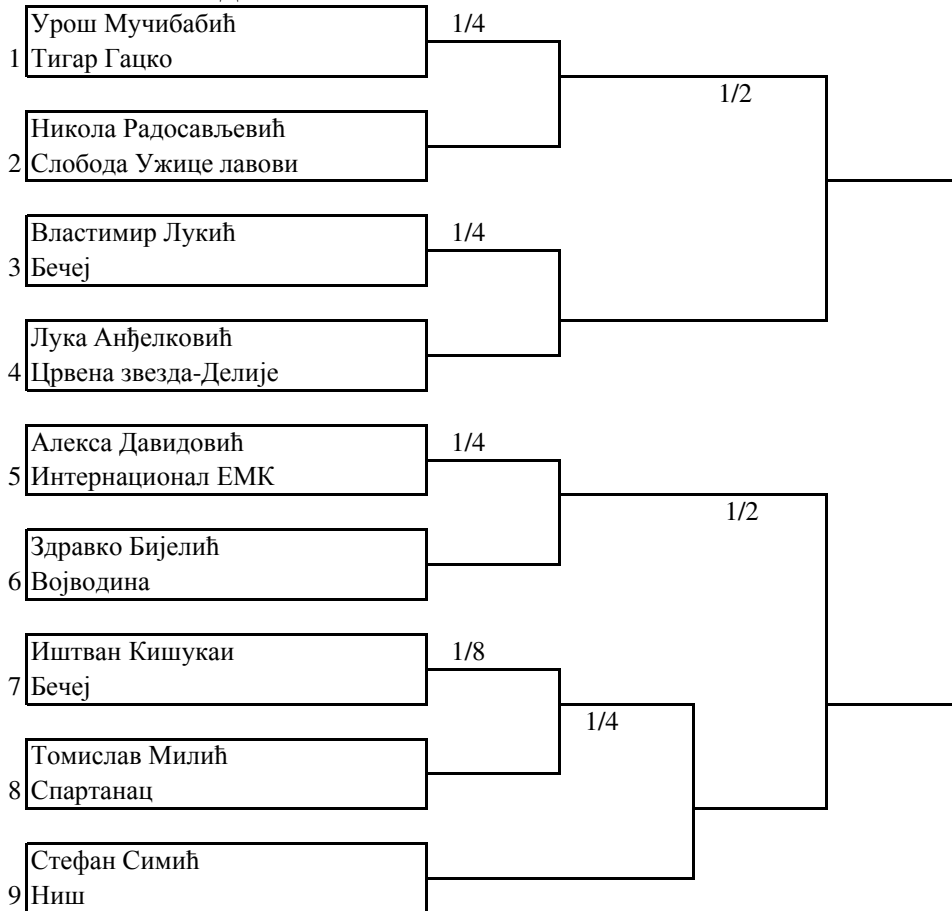 Урош Мучибабић
1/4
1 Тигар Гацко
1/2
Никола Радосављевић
2 Слобода Ужице лавови
Властимир Лукић
1/4
3 Бечеј
Лука Анђелковић
4 Црвена звезда-Делије
Алекса Давидовић
1/4
5 Интернационал ЕМК
1/2
Здравко Бијелић
6 Војводина
Иштван Кишукаи
1/8
7 Бечеј
1/4
Томислав Милић
8 Спартанац
Стефан Симић
9 Ниш